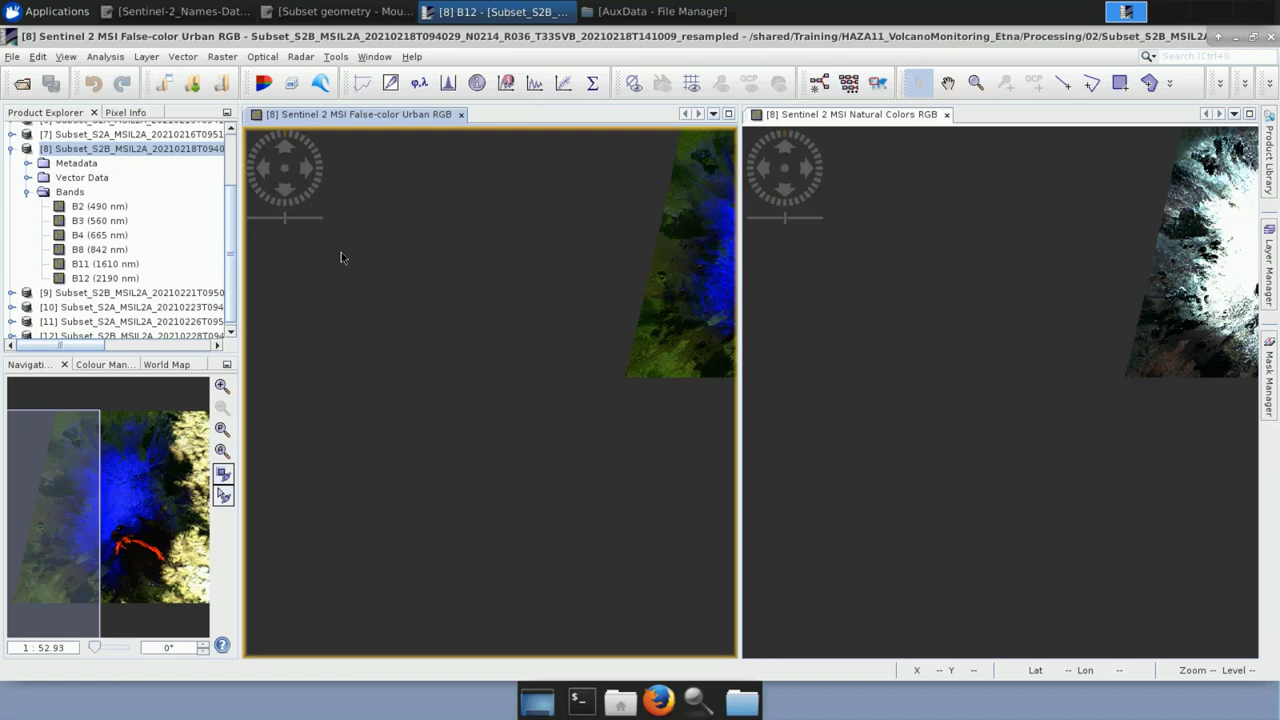 Applications
[Sentinel-2_Names-Dat...
[Subset geometry - Mou...
[8] B12 - [Subset_S2B_...
[AuxData - File Manager]
[8] Sentinel 2 MSI False-color Urban RGB - Subset_S2B_MSIL2A_20210218T094029_N0214_R036_T33SVB_20210218T141009_resampled - /shared/Training/HAZA11_VolcanoMonitoring_Etna/Processing/02/Subset_S2B_MSIL2A
File Edit View Analysis Layer Vector Raster Optical Radar Tools Window Help
Search (Ctrl+I)
GCP
Product Explorer
Pixel Info
[8] Sentinel 2 MSI False-color Urban RGB
[8] Sentinel 2 MSI Natural Colors RGB
[7] Subset_S2A_MSIL2A_20210216T0951
[8] Subset_S2B_MSIL2A_20210218T0940
Metadata
Vector Data
Bands
B2 (490 nm)
B3 (560 nm)
B4 (665 nm)
B8 (842 nm)
B11 (1610 nm)
B12 (2190 nm)
[9] Subset_S2B_MSIL2A_20210221T0950
[10] Subset_S2A_MSIL2A_20210223T094
[11] Subset_S2A_MSIL2A_20210226T095
[12] Subset_S2B_MSIL2A_20210228T094
Navigati...
Colour Man...
World Map
1 : 52.93
0°
Product Library
Layer Manager
Mask Manager
X -- Y -- Lat -- Lon -- Zoom -- Level --